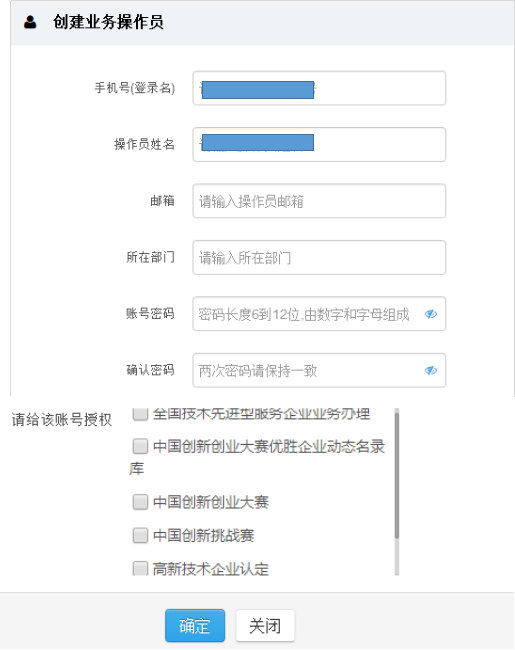 创建业务操作员
手机号(登录名)
操作员姓名
邮箱 请输入操作员邮箱
所在部门 请输入所在部门
账号密码 密码长度6到12位,由数字和字母组成
确认密码 两次密码请保持一致
请给该账号授权 全国技术先进型服务企业业务办理
中国创新创业大赛优胜企业动态名录
库
中国创新创业大赛
中国创新挑战赛
高新技术企业认定
确定 关闭